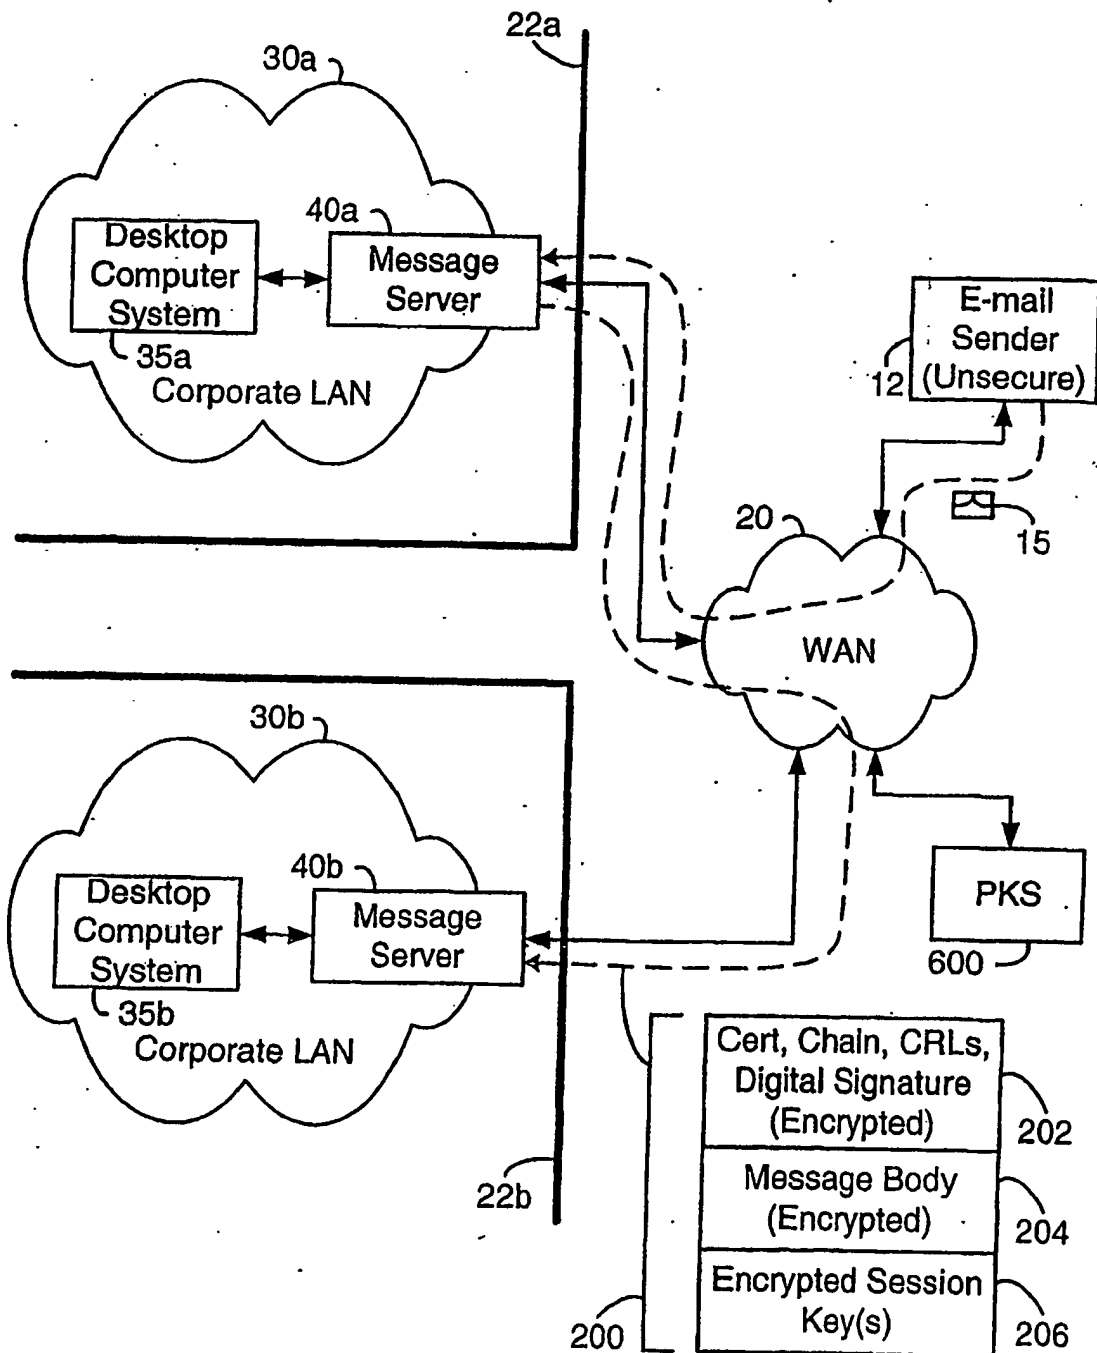 22a
30a
40a
Desktop
Computer
System
Message
Server
35a
Corporate LAN
E-mail
Sender
(Unsecure)
12
15
20
WAN
30b
40b
Desktop
Computer
System
Message
Server
35b
Corporate LAN
22b
PKS
600
Cert, Chain, CRLs,
Digital Signature
(Encrypted)
202
Message Body
(Encrypted)
204
Encrypted Session
Key(s)
206
200